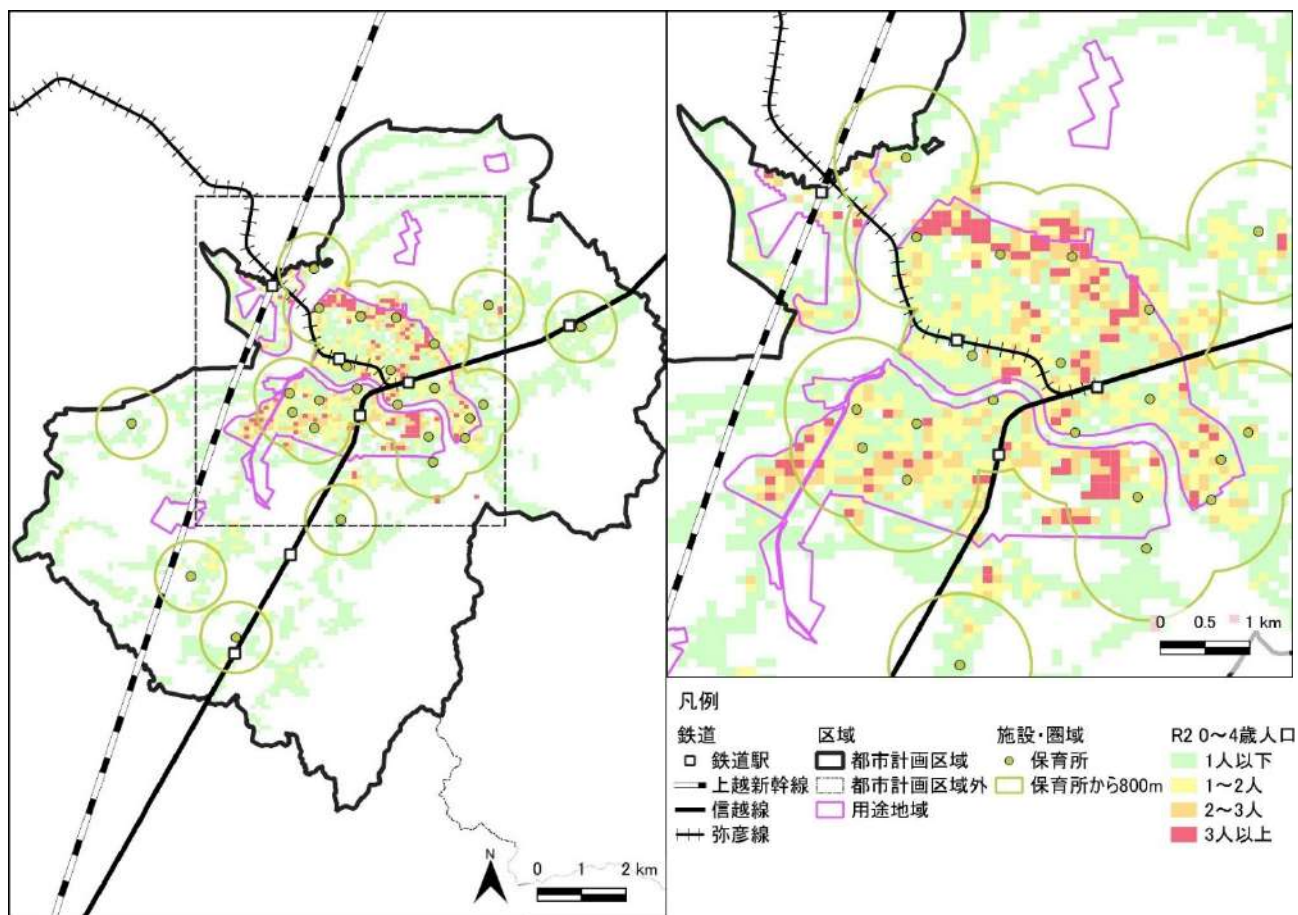 N
0 1 2 km
0 0.5 1 km
凡例
鉄道
鉄道駅
上越新幹線
信越線
弥彦線
区域
都市計画区域
都市計画区域外
用途地域
施設・圏域
保育所
保育所から800m
R2 0～4歳人口
1人以下
1～2人
2～3人
3人以上